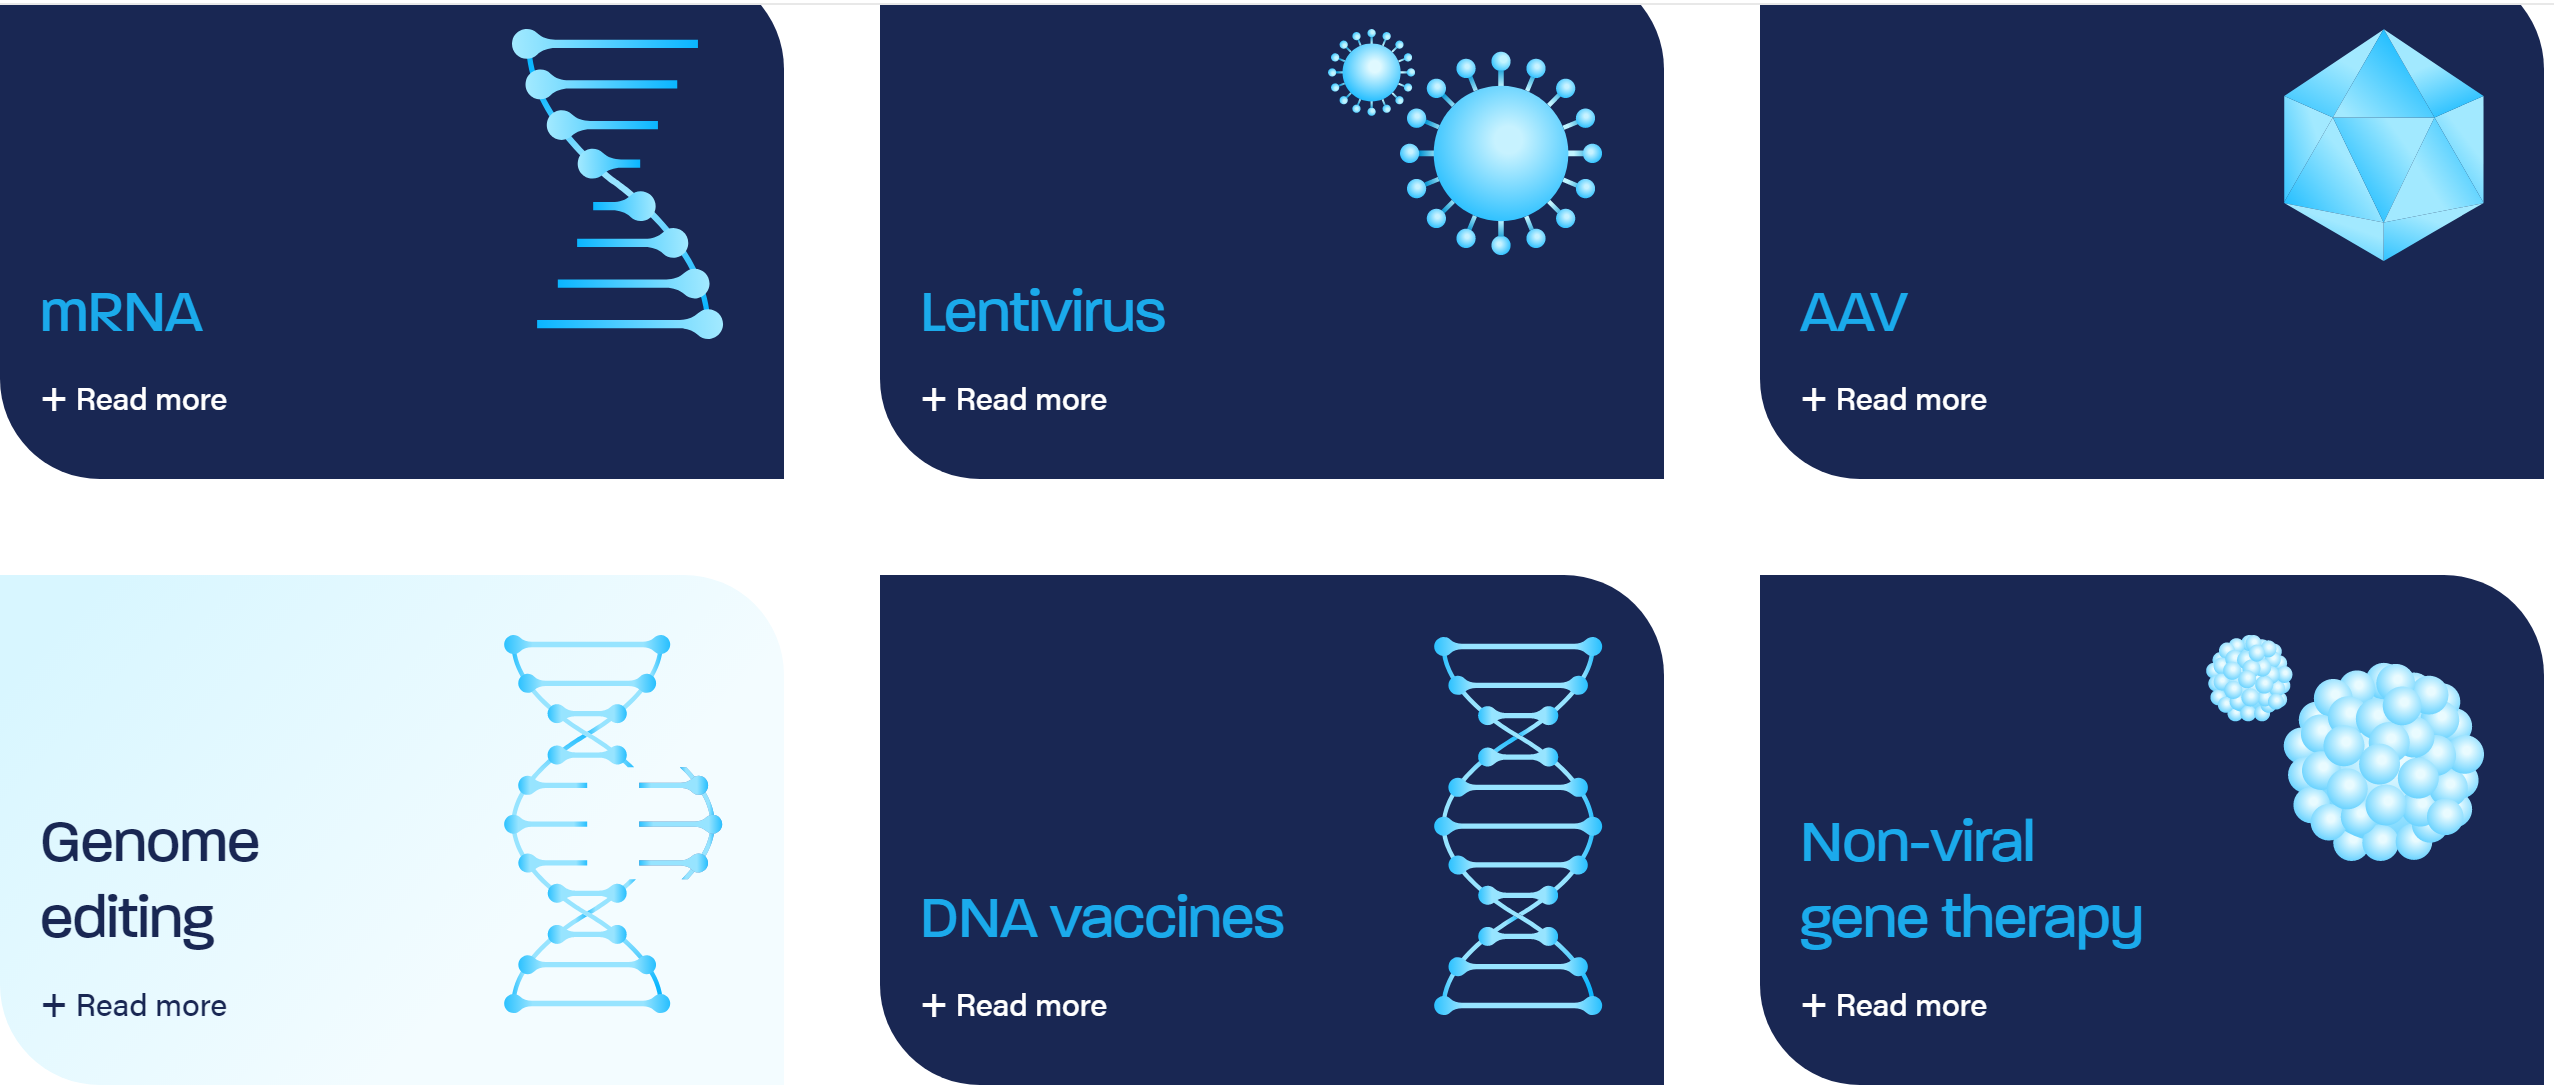 mRNA
+ Read more
Lentivirus
+ Read more
AAV
+ Read more
Genome
editing
+ Read more
DNA vaccines
+ Read more
Non-viral
gene therapy
+ Read more